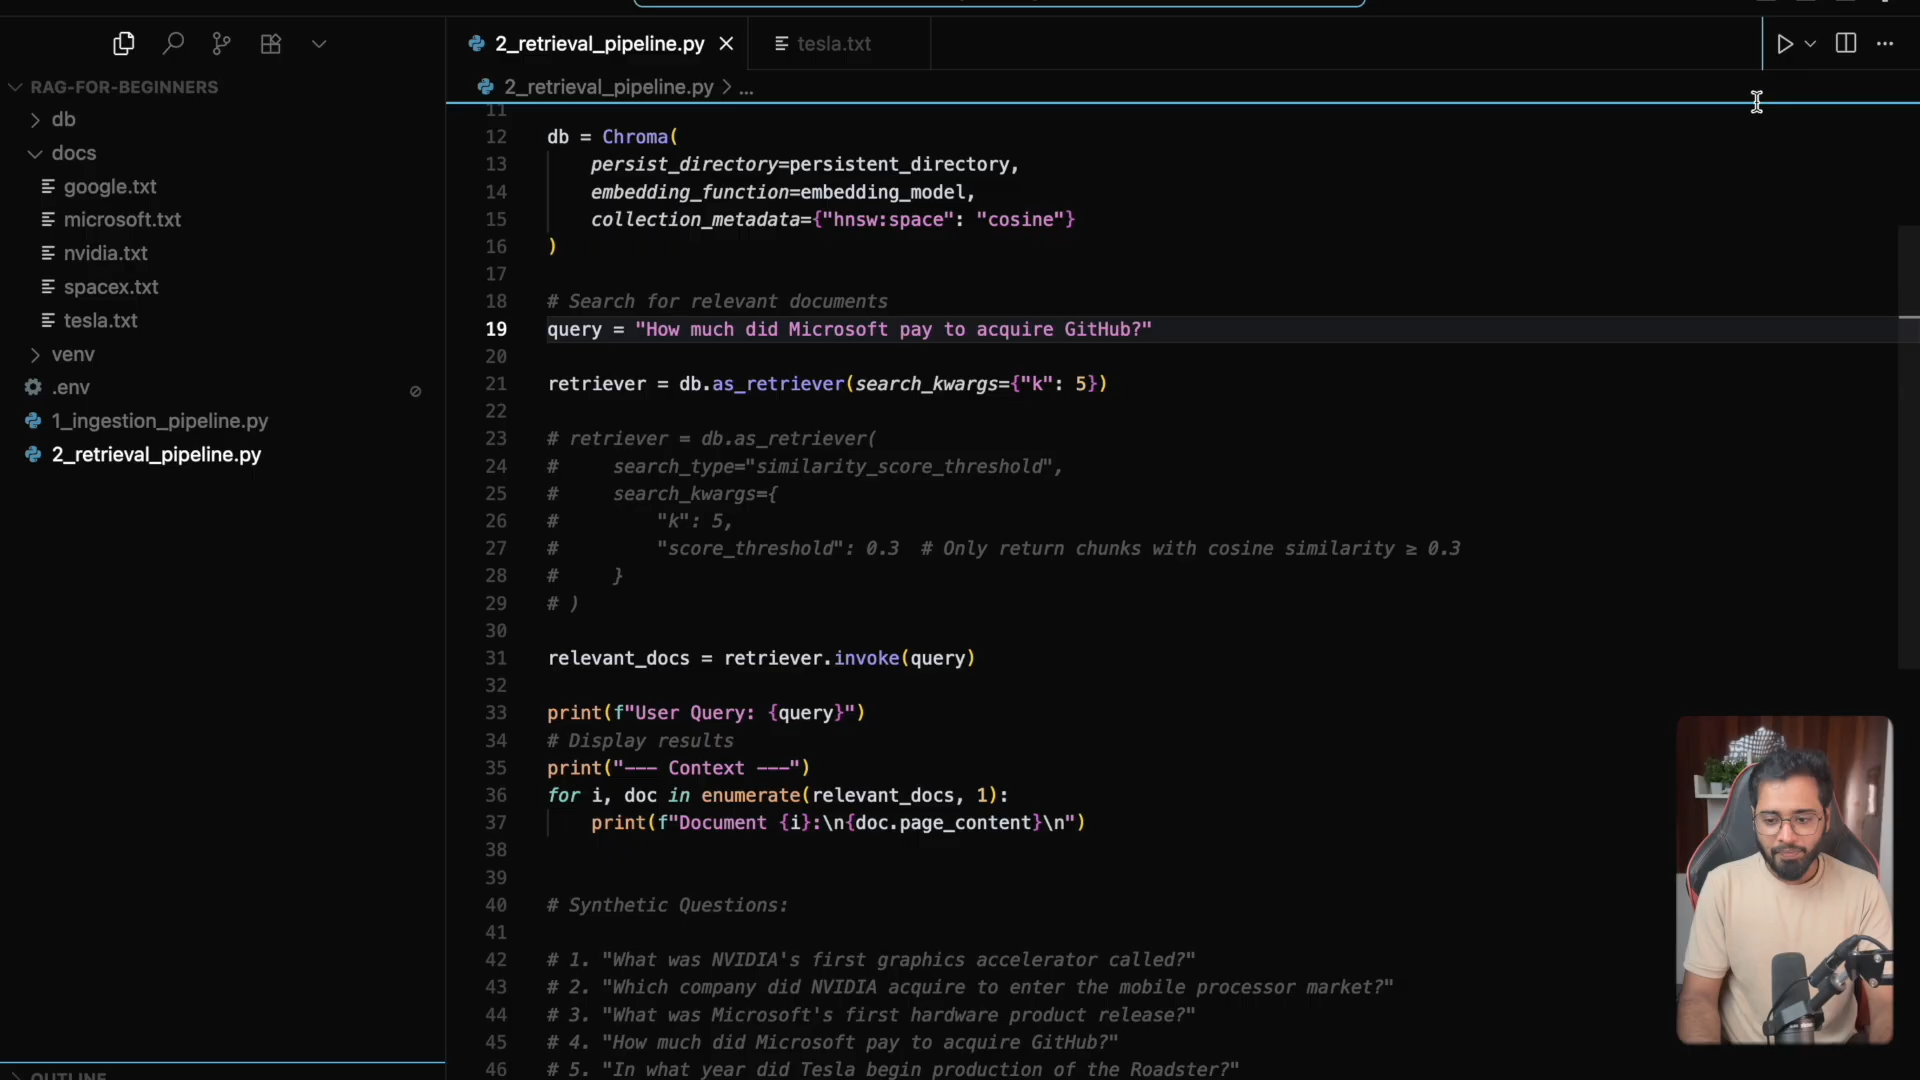 2_retrieval_pipeline.py
tesla.txt
RAG-FOR-BEGINNERS
db
docs
google.txt
microsoft.txt
nvidia.txt
spacex.txt
tesla.txt
venv
.env
1_ingestion_pipeline.py
2_retrieval_pipeline.py
OUTLINE
2_retrieval_pipeline.py > ...
11
12 db = Chroma(
13 persist_directory=persistent_directory,
14 embedding_function=embedding_model,
15 collection_metadata={"hnsw:space": "cosine"}
16 )
17
18 # Search for relevant documents
19 query = "How much did Microsoft pay to acquire GitHub?"
20
21 retriever = db.as_retriever(search_kwargs={"k": 5})
22
23 # retriever = db.as_retriever(
24 # search_type="similarity_score_threshold",
25 # search_kwargs={
26 # "k": 5,
27 # "score_threshold": 0.3 # Only return chunks with cosine similarity ≥ 0.3
28 # }
29 # )
30
31 relevant_docs = retriever.invoke(query)
32
33 print(f"User Query: {query}")
34 # Display results
35 print("--- Context ---")
36 for i, doc in enumerate(relevant_docs, 1):
37 print(f"Document {i}:\n{doc.page_content}\n")
38
39
40 # Synthetic Questions:
41
42 # 1. "What was NVIDIA's first graphics accelerator called?"
43 # 2. "Which company did NVIDIA acquire to enter the mobile processor market?"
44 # 3. "What was Microsoft's first hardware product release?"
45 # 4. "How much did Microsoft pay to acquire GitHub?"
46 # 5. "In what year did Tesla begin production of the Roadster?"